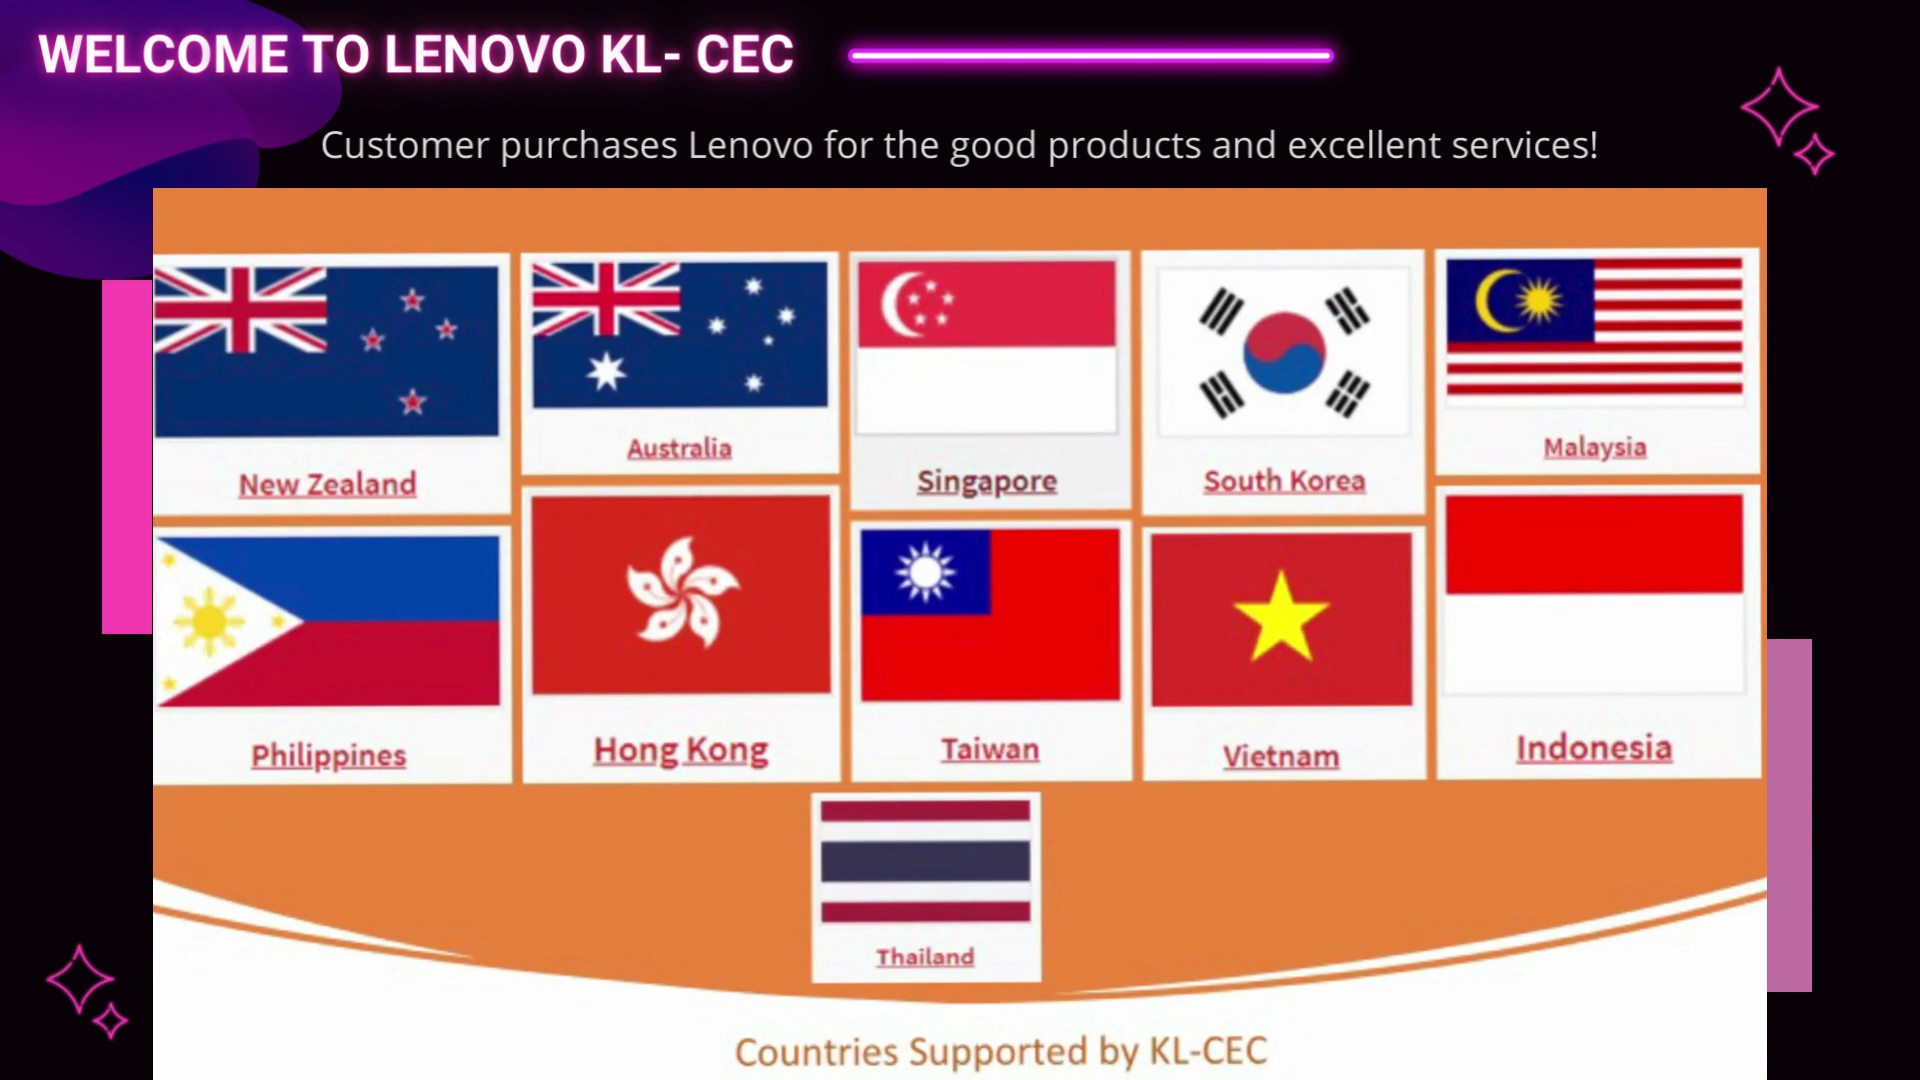 WELCOME TO LENOVO KL- CEC
Customer purchases Lenovo for the good products and excellent services!
New Zealand
Australia
Singapore
South Korea
Malaysia
Philippines
Hong Kong
Taiwan
Vietnam
Indonesia
Thailand
Countries Supported by KL-CEC